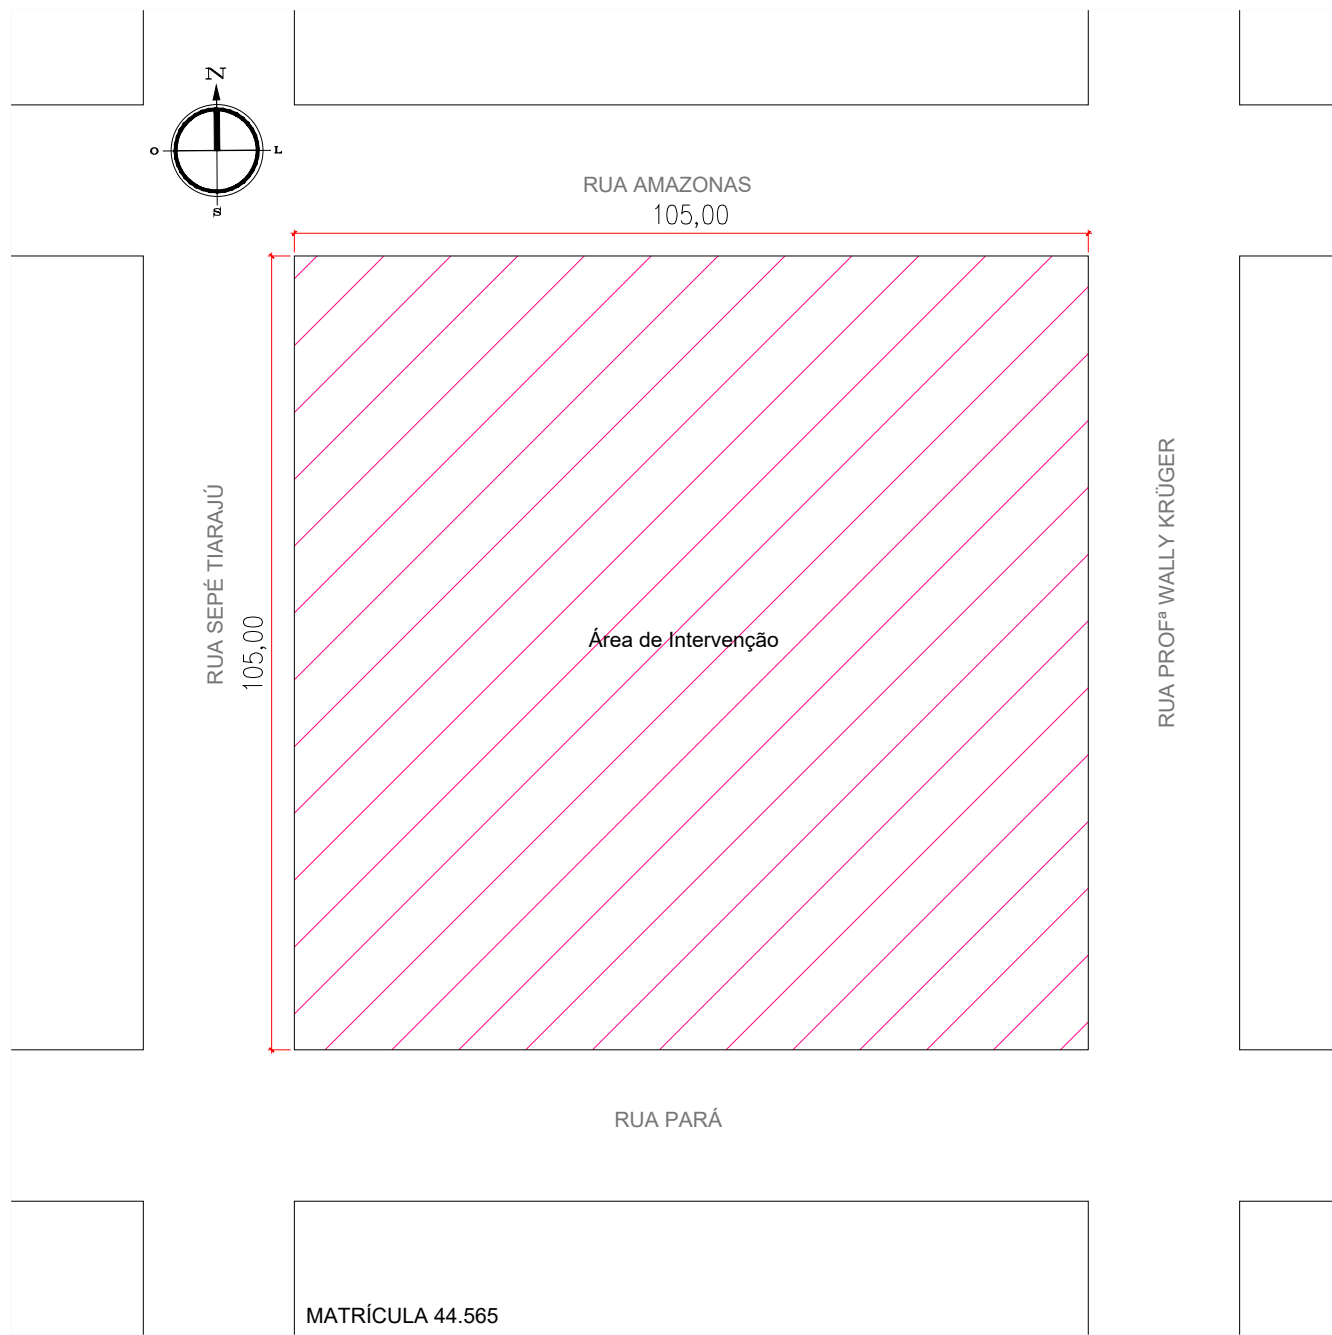 N
O
L
S
RUA AMAZONAS
105,00
RUA SEPÉ TIARAJÚ
105,00
Área de Intervenção
RUA PROFª WALLY KRÜGER
RUA PARÁ
MATRÍCULA 44.565